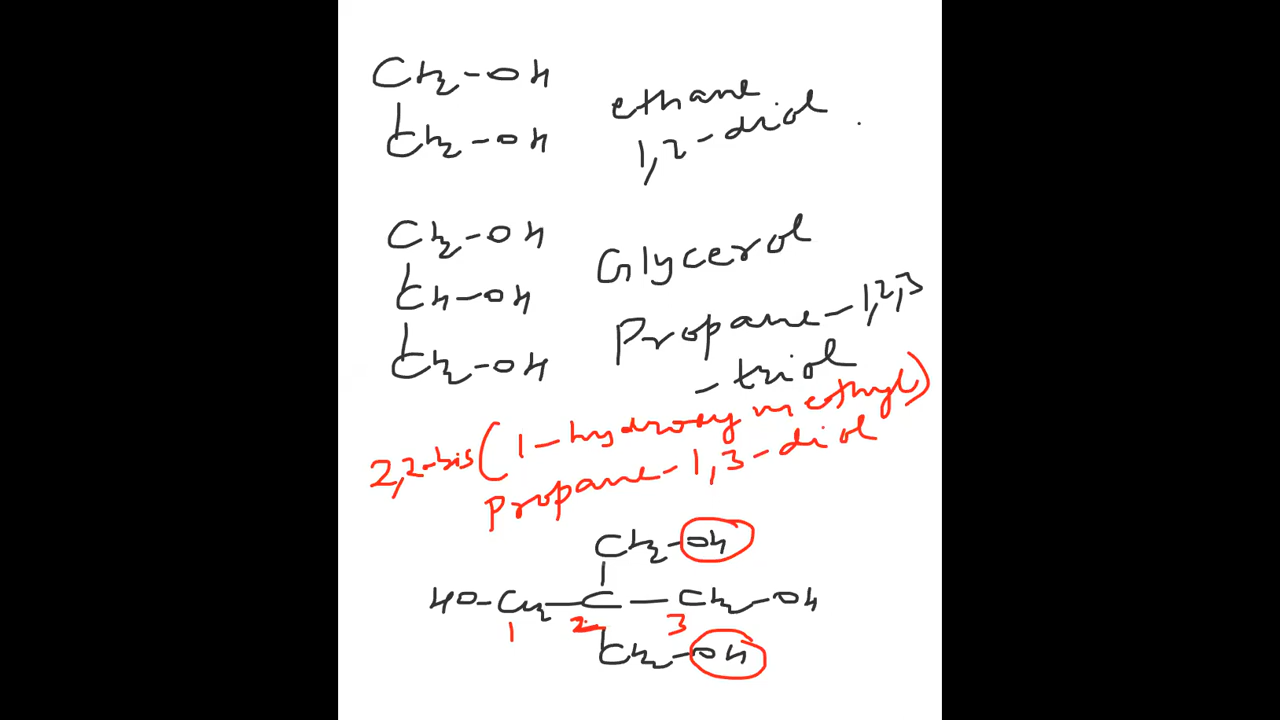 CH2-OH
CH2-OH
ethane
1,2-diol
CH2-OH
CH-OH
CH2-OH
Glycerol
Propane-1,2,3
-triol
2,2-bis(1-hydroxy methyl)
Propane-1,3-diol
CH2-OH
HO-CH2-C-CH2-OH
1 2 3
CH2-OH